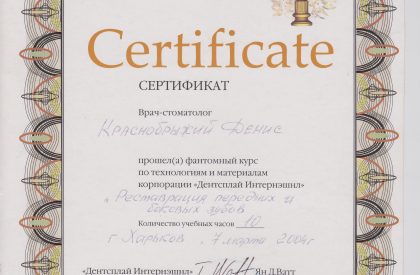 Certificate
СЕРТИФИКАТ
Врач-стоматолог
Краснобрыжий Денис
прошел(а) фантомный курс
по технологиям и материалам
корпорации «Дентсплай Интернэшнл»
„Реставрация передних и
боковых зубов
Количество учебных часов 10
г Харьков, 7 марта 2004г
«Дентсплай Интернэшнл» Ян Д.Ватт